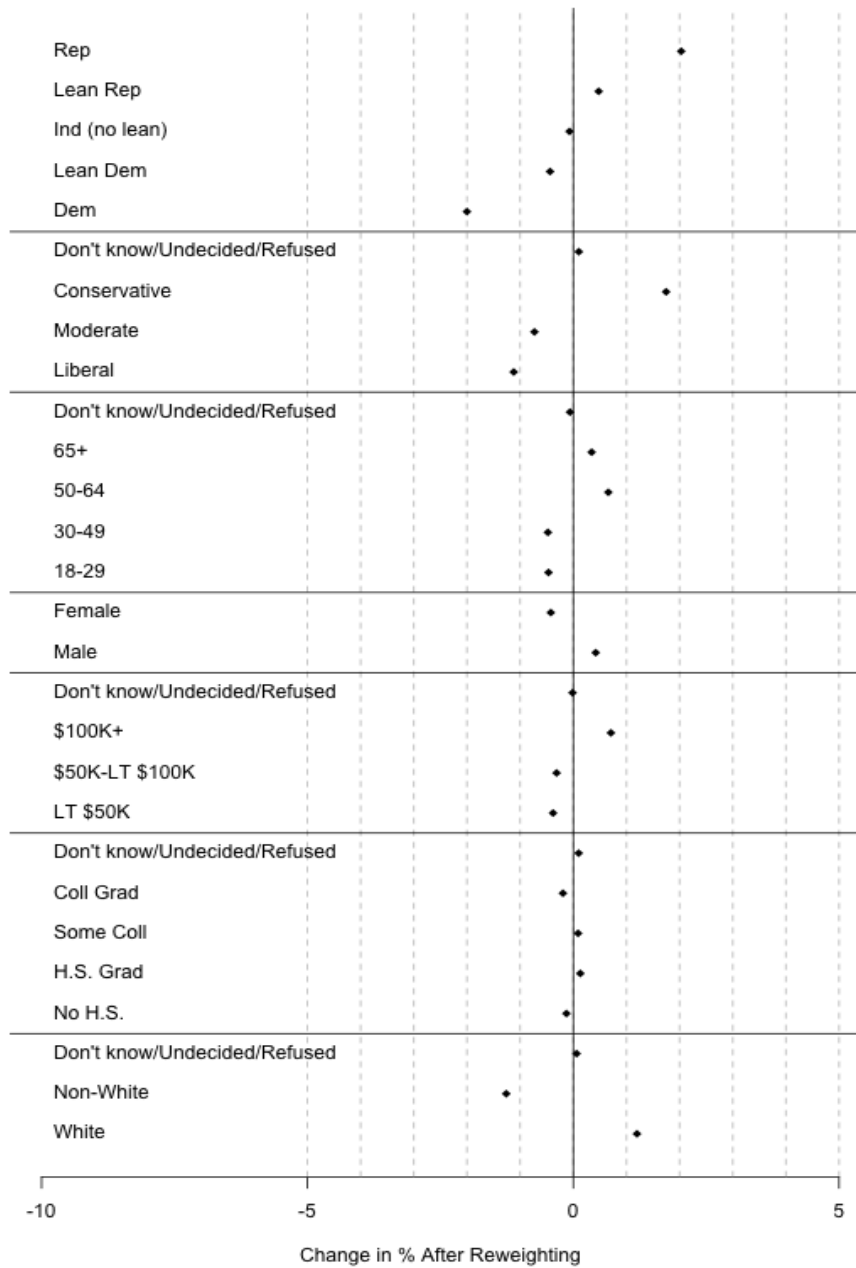 Rep
Lean Rep
Ind (no lean)
Lean Dem
Dem
Don't know/Undecided/Refused
Conservative
Moderate
Liberal
Don't know/Undecided/Refused
65+
50-64
30-49
18-29
Female
Male
Don't know/Undecided/Refused
$100K+
$50K-LT $100K
LT $50K
Don't know/Undecided/Refused
Coll Grad
Some Coll
H.S. Grad
No H.S.
Don't know/Undecided/Refused
Non-White
White
-10 -5 0 5
Change in % After Reweighting